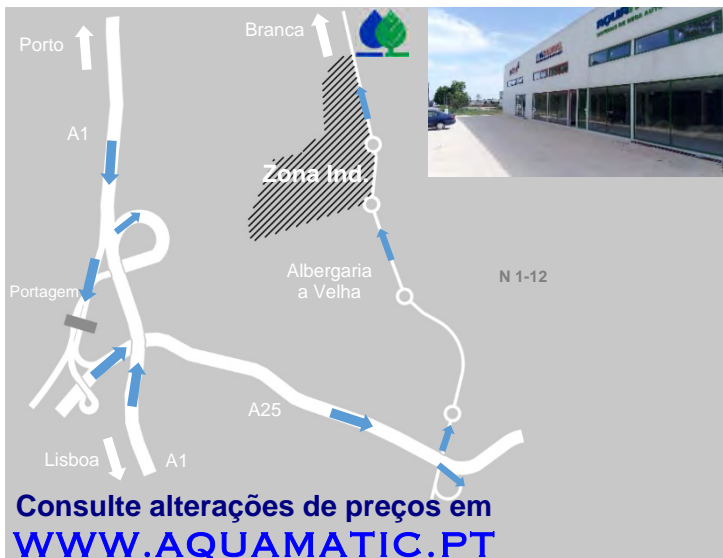 Porto
Branca
A1
Zona Ind.
Albergaria
a Velha
N 1-12
Portagem
A25
Lisboa
A1
Consulte alterações de preços em
WWW.AQUAMATIC.PT